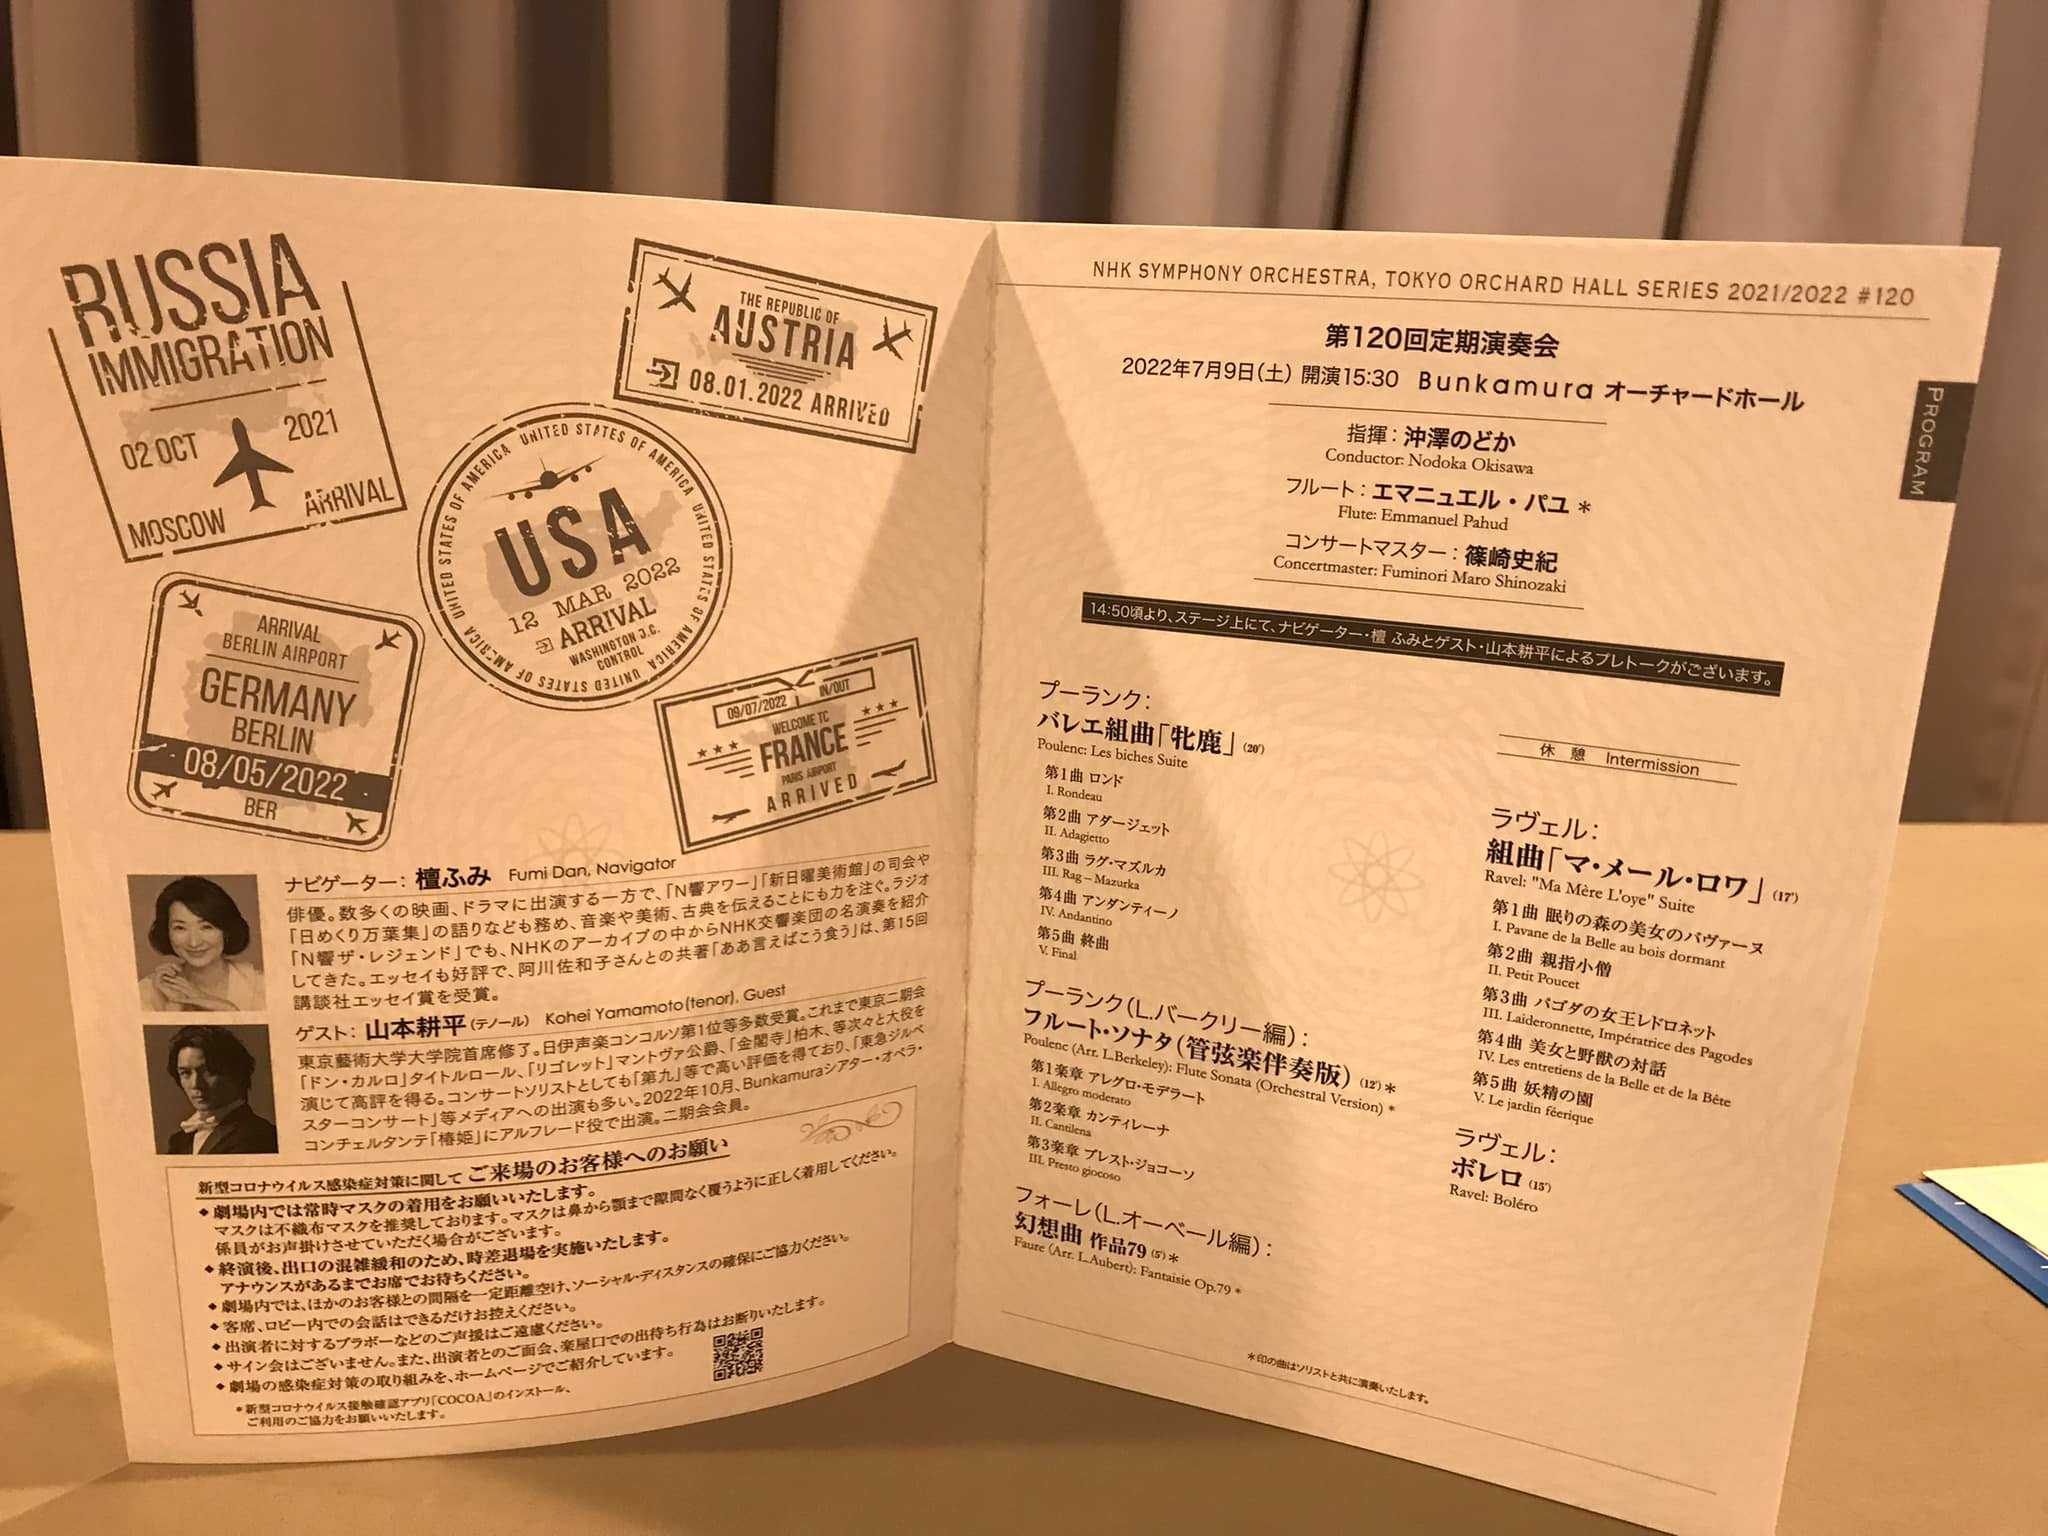 RUSSIA
IMMIGRATION
02 OCT 2021
MOSCOW ARRIVAL
THE REPUBLIC OF
AUSTRIA
08.01.2022 ARRIVED
UNITED STATES OF AMERICA UNITED STATES OF AMERICA UNITED STATES OF AMERICA UNITED STATES OF AMERICA
USA
12 MAR 2022
ARRIVAL
WASHINGTON D.C.
CONTROL
ARRIVAL
BERLIN AIRPORT
GERMANY
BERLIN
08/05/2022
BER
09/07/2022 IN/OUT
WELCOME TO
FRANCE
PARIS AIRPORT
ARRIVED
ナビゲーター: 檀ふみ Fumi Dan, Navigator
俳優。数多くの映画、ドラマに出演する一方で、「N響アワー」「新日曜美術館」の司会や
「日めくり万葉集」の語りなども務め、音楽や美術、古典を伝えることにも力を注ぐ。ラジオ
「N響 ザ・レジェンド」でも、NHKのアーカイブの中からNHK交響楽団の名演奏を紹介
してきた。エッセイも好評で、阿川佐和子さんとの共著「ああ言えばこう食う」は、第15回
講談社エッセイ賞を受賞。
ゲスト: 山本耕平(テノール) Kohei Yamamoto(tenor), Guest
東京藝術大学大学院首席修了。日伊声楽コンコルソ第1位等多数受賞。これまで東京二期会
「ドン・カルロ」タイトルロール、「リゴレット」マントヴァ公爵、「金閣寺」柏木、等次々と大役を
演じて高評を得る。コンサートソリストとしても「第九」等で高い評価を得ており、「東急ジルベ
スターコンサート」等メディアへの出演も多い。2022年10月、Bunkamuraシアター・オペラ・
コンチェルタンテ「椿姫」にアルフレード役で出演。二期会会員。
新型コロナウイルス感染症対策に関して ご来場のお客様へのお願い
◆劇場内では常時マスクの着用をお願いいたします。
マスクは不織布マスクを推奨しております。マスクは鼻から顎まで隙間なく覆うように正しく着用してください。
係員がお声掛けさせていただく場合がございます。
◆終演後、出口の混雑緩和のため、時差退場を実施いたします。
アナウンスがあるまでお席でお待ちください。
◆劇場内では、ほかのお客様との間隔を一定距離空け、ソーシャル・ディスタンスの確保にご協力ください。
◆客席、ロビー内での会話はできるだけお控えください。
◆出演者に対するブラボーなどのご声援はご遠慮ください。
◆サイン会はございません。また、出演者とのご面会、楽屋口での出待ち行為はお断りいたします。
◆劇場の感染症対策の取り組みを、ホームページでご紹介しています。
＊新型コロナウイルス接触確認アプリ「COCOA」のインストール、
ご利用のご協力をお願いいたします。
NHK SYMPHONY ORCHESTRA, TOKYO ORCHARD HALL SERIES 2021/2022 #120
PROGRAM
第120回定期演奏会
2022年7月9日(土) 開演15:30 Bunkamura オーチャードホール
指揮: 沖澤のどか
Conductor: Nodoka Okisawa
フルート: エマニュエル・パユ＊
Flute: Emmanuel Pahud
コンサートマスター: 篠崎史紀
Concertmaster: Fuminori Maro Shinozaki
14:50頃より、ステージ上にて、ナビゲーター・檀 ふみとゲスト・山本耕平によるプレトークがございます。
プーランク:
バレエ組曲「牝鹿」(20')
Poulenc: Les biches Suite
第1曲 ロンド
I. Rondeau
第2曲 アダージェット
II. Adagietto
第3曲 ラグ・マズルカ
III. Rag – Mazurka
第4曲 アンダンティーノ
IV. Andantino
第5曲 終曲
V. Final
プーランク(L.バークリー編):
フルート・ソナタ(管弦楽伴奏版) (12')＊
Poulenc (Arr. L.Berkeley): Flute Sonata (Orchestral Version) ＊
第1楽章 アレグロ・モデラート
I. Allegro moderato
第2楽章 カンティレーナ
II. Cantilena
第3楽章 プレスト・ジョコーソ
III. Presto giocoso
フォーレ(L.オーベール編):
幻想曲 作品79 (5')＊
Faure (Arr. L.Aubert): Fantaisie Op.79 ＊
休 憩 Intermission
ラヴェル:
組曲「マ・メール・ロワ」(17')
Ravel: "Ma Mère L'oye" Suite
第1曲 眠りの森の美女のパヴァーヌ
I. Pavane de la Belle au bois dormant
第2曲 親指小僧
II. Petit Poucet
第3曲 パゴダの女王レドロネット
III. Laideronnette, Impératrice des Pagodes
第4曲 美女と野獣の対話
IV. Les entretiens de la Belle et de la Bête
第5曲 妖精の園
V. Le jardin féerique
ラヴェル:
ボレロ (15')
Ravel: Boléro
＊印の曲はソリストと共に演奏いたします。